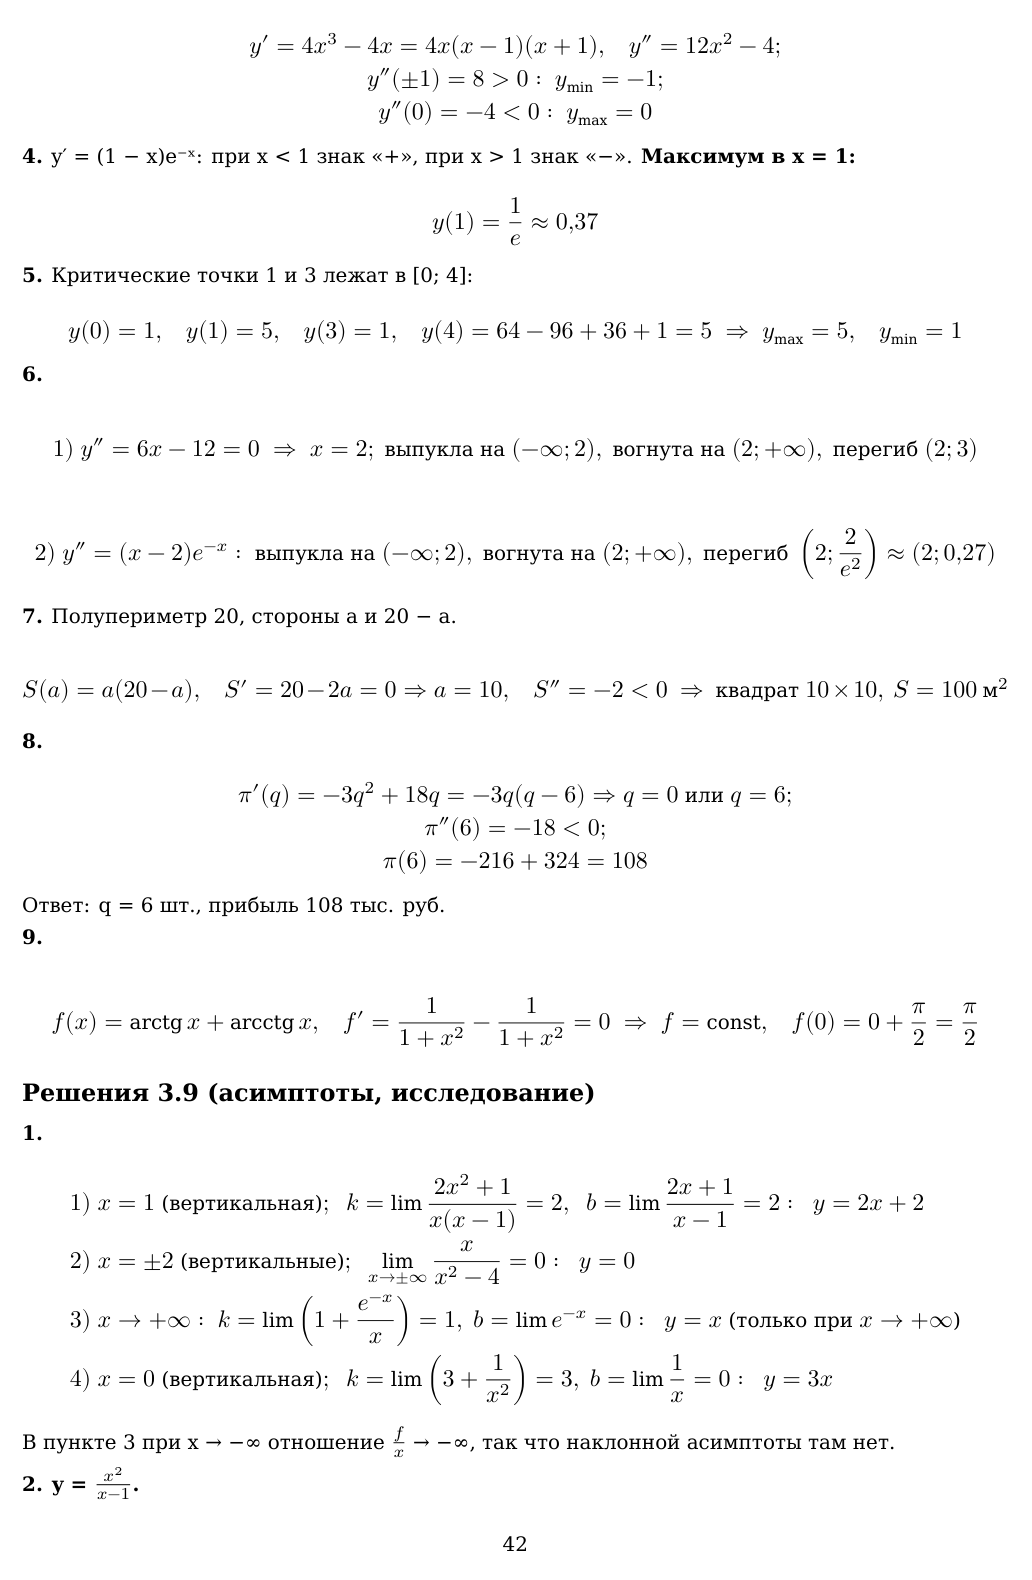 y′ = 4x³ − 4x = 4x(x − 1)(x + 1), y″ = 12x² − 4;
y″(±1) = 8 > 0 : y_min = −1;
y″(0) = −4 < 0 : y_max = 0
4. y′ = (1 − x)e⁻ˣ: при x < 1 знак «+», при x > 1 знак «−». Максимум в x = 1:
y(1) = 1/e ≈ 0,37
5. Критические точки 1 и 3 лежат в [0; 4]:
y(0) = 1, y(1) = 5, y(3) = 1, y(4) = 64 − 96 + 36 + 1 = 5 ⇒ y_max = 5, y_min = 1
6.
1) y″ = 6x − 12 = 0 ⇒ x = 2; выпукла на (−∞; 2), вогнута на (2; +∞), перегиб (2; 3)
2) y″ = (x − 2)e⁻ˣ : выпукла на (−∞; 2), вогнута на (2; +∞), перегиб (2; 2/e²) ≈ (2; 0,27)
7. Полупериметр 20, стороны a и 20 − a.
S(a) = a(20−a), S′ = 20−2a = 0 ⇒ a = 10, S″ = −2 < 0 ⇒ квадрат 10×10, S = 100 м²
8.
π′(q) = −3q² + 18q = −3q(q − 6) ⇒ q = 0 или q = 6;
π″(6) = −18 < 0;
π(6) = −216 + 324 = 108
Ответ: q = 6 шт., прибыль 108 тыс. руб.
9.
f(x) = arctg x + arcctg x, f′ = 1/(1 + x²) − 1/(1 + x²) = 0 ⇒ f = const, f(0) = 0 + π/2 = π/2
Решения 3.9 (асимптоты, исследование)
1.
1) x = 1 (вертикальная); k = lim (2x² + 1)/(x(x − 1)) = 2, b = lim (2x + 1)/(x − 1) = 2 : y = 2x + 2
2) x = ±2 (вертикальные); lim_{x→±∞} x/(x² − 4) = 0 : y = 0
3) x → +∞ : k = lim (1 + e⁻ˣ/x) = 1, b = lim e⁻ˣ = 0 : y = x (только при x → +∞)
4) x = 0 (вертикальная); k = lim (3 + 1/x²) = 3, b = lim 1/x = 0 : y = 3x
В пункте 3 при x → −∞ отношение f/x → −∞, так что наклонной асимптоты там нет.
2. y = x²/(x−1).
42